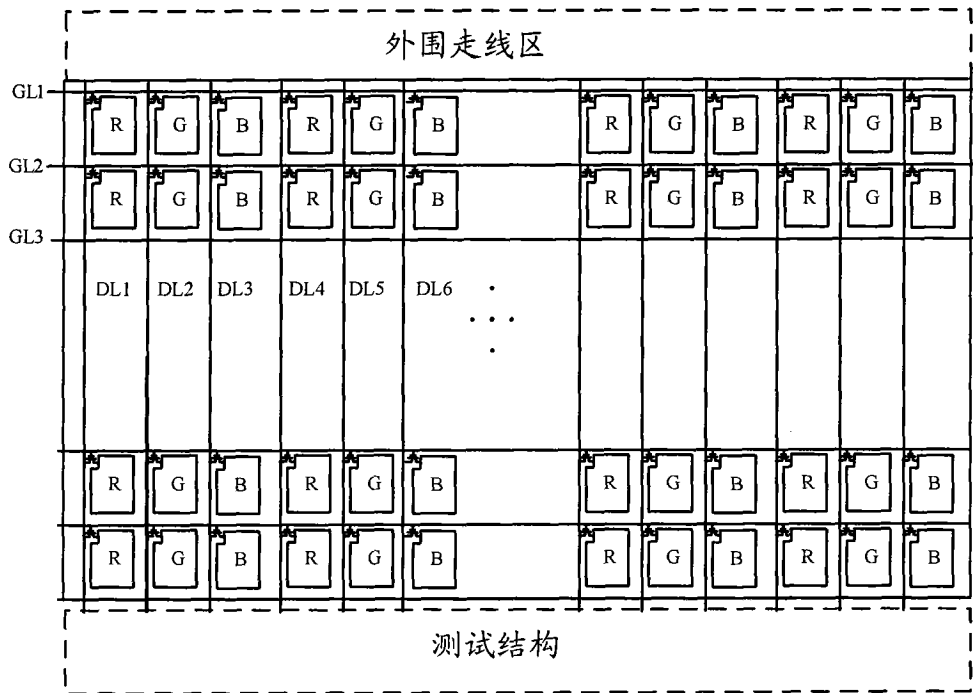 外围走线区
GL1
R G B R G B R G B R G B
GL2
R G B R G B R G B R G B
GL3
DL1 DL2 DL3 DL4 DL5 DL6
R G B R G B R G B R G B
R G B R G B R G B R G B
测试结构